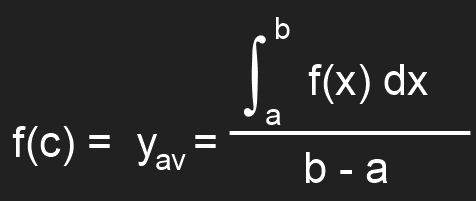 f(c) = y_av = ∫_a^b f(x) dx / b - a